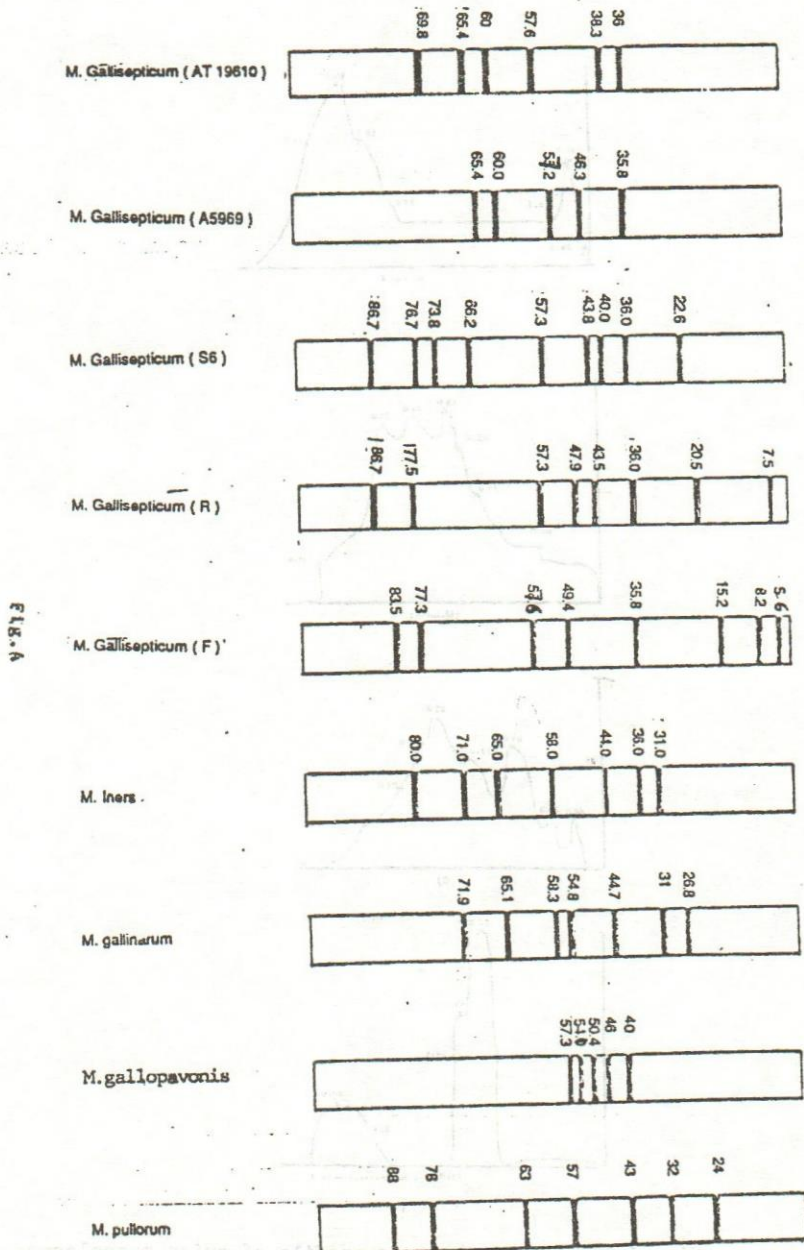 M. Gallisepticum ( AT 19610 )
69.8 65.4 60 57.6 38.3 36
M. Gallisepticum ( A5969 )
65.4 60.0 46.3 35.8
M. Gallisepticum ( S6 )
86.7 76.7 73.8 66.2 57.3 43.8 40.0 36.0 22.6
M. Gallisepticum ( R )
86.7 77.5 57.3 47.9 43.5 36.0 20.5 7.5
M. Gallisepticum ( F )
83.5 77.3 49.4 35.8 15.2 8.2 5.6
M. Iners
80.0 71.0 65.0 58.0 44.0 36.0 31.0
M. gallinarum
71.9 65.1 58.3 54.8 44.7 31 26.8
M.gallopavonis
57.3 50.4 46 40
M. pullorum
88 76 63 57 43 32 24
Fig.A